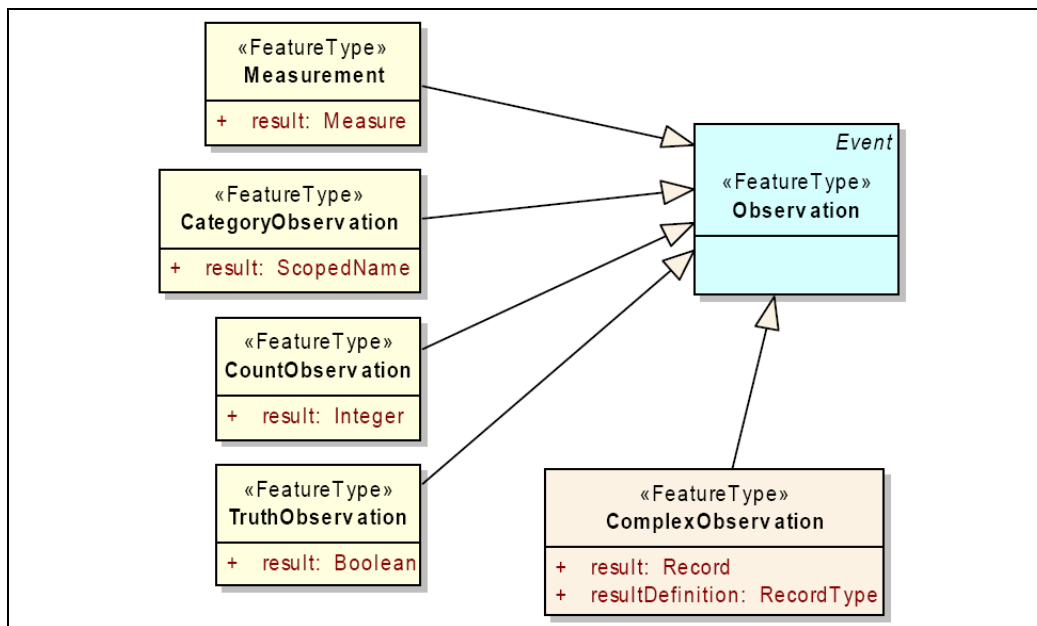 «FeatureType»
Measurement
+ result: Measure
«FeatureType»
CategoryObservation
+ result: ScopedName
«FeatureType»
CountObservation
+ result: Integer
«FeatureType»
TruthObservation
+ result: Boolean
Event
«FeatureType»
Observation
«FeatureType»
ComplexObservation
+ result: Record
+ resultDefinition: RecordType